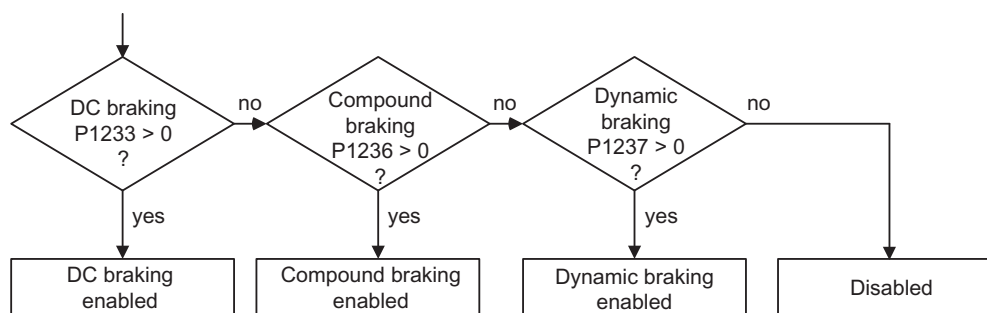 DC braking
P1233 > 0
?
no
Compound
braking
P1236 > 0
?
no
Dynamic
braking
P1237 > 0
?
no
yes
yes
yes
DC braking
enabled
Compound braking
enabled
Dynamic braking
enabled
Disabled